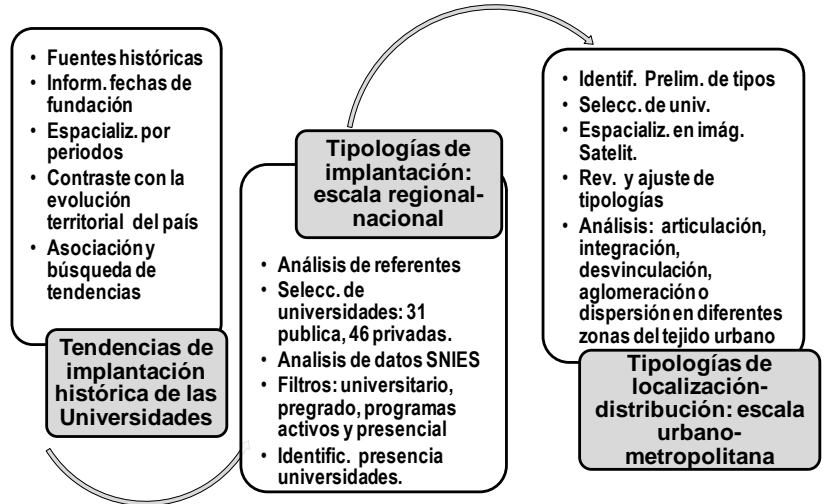 • Fuentes históricas
• Inform. fechas de
fundación
• Espacializ. por
periodos
• Contraste con la
evolución
territorial del país
• Asociación y
búsqueda de
tendencias
Tendencias de
implantación
histórica de las
Universidades
Tipologías de
implantación:
escala regional-
nacional
• Análisis de referentes
• Selecc. de
universidades: 31
publica, 46 privadas.
• Analisis de datos SNIES
• Filtros: universitario,
pregrado, programas
activos y presencial
• Identific. presencia
universidades.
• Identif. Prelim. de tipos
• Selecc. de univ.
• Espacializ. en imág.
Satelit.
• Rev. y ajuste de
tipologías
• Análisis: articulación,
integración,
desvinculación,
aglomeración o
dispersión en diferentes
zonas del tejido urbano
Tipologías de
localización-
distribución: escala
urbano-
metropolitana